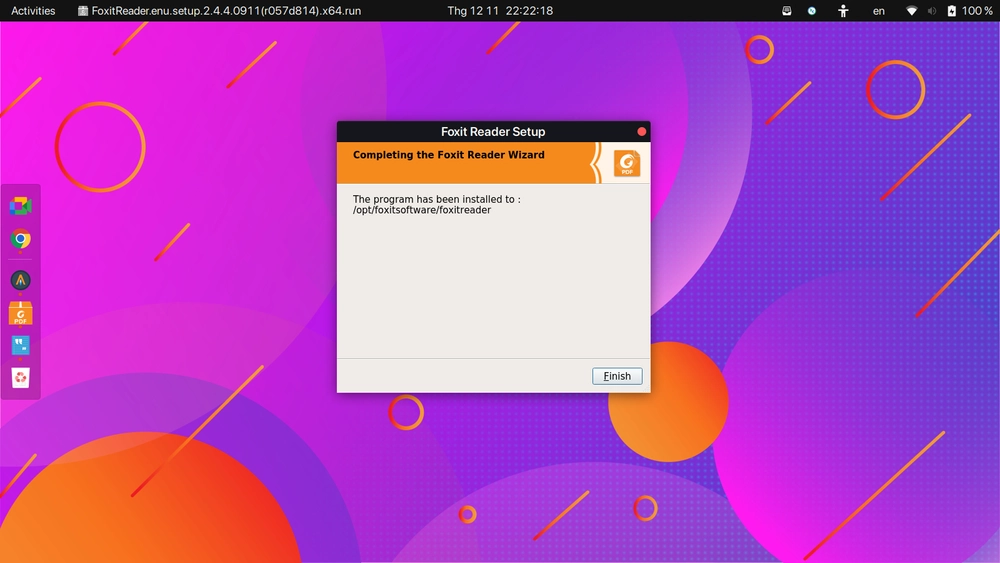 Activities FoxitReader.enu.setup.2.4.4.0911(r057d814).x64.run Thg 12 11 22:22:18 en 100 %
Foxit Reader Setup
Completing the Foxit Reader Wizard
PDF
The program has been installed to :
/opt/foxitsoftware/foxitreader
PDF
Finish